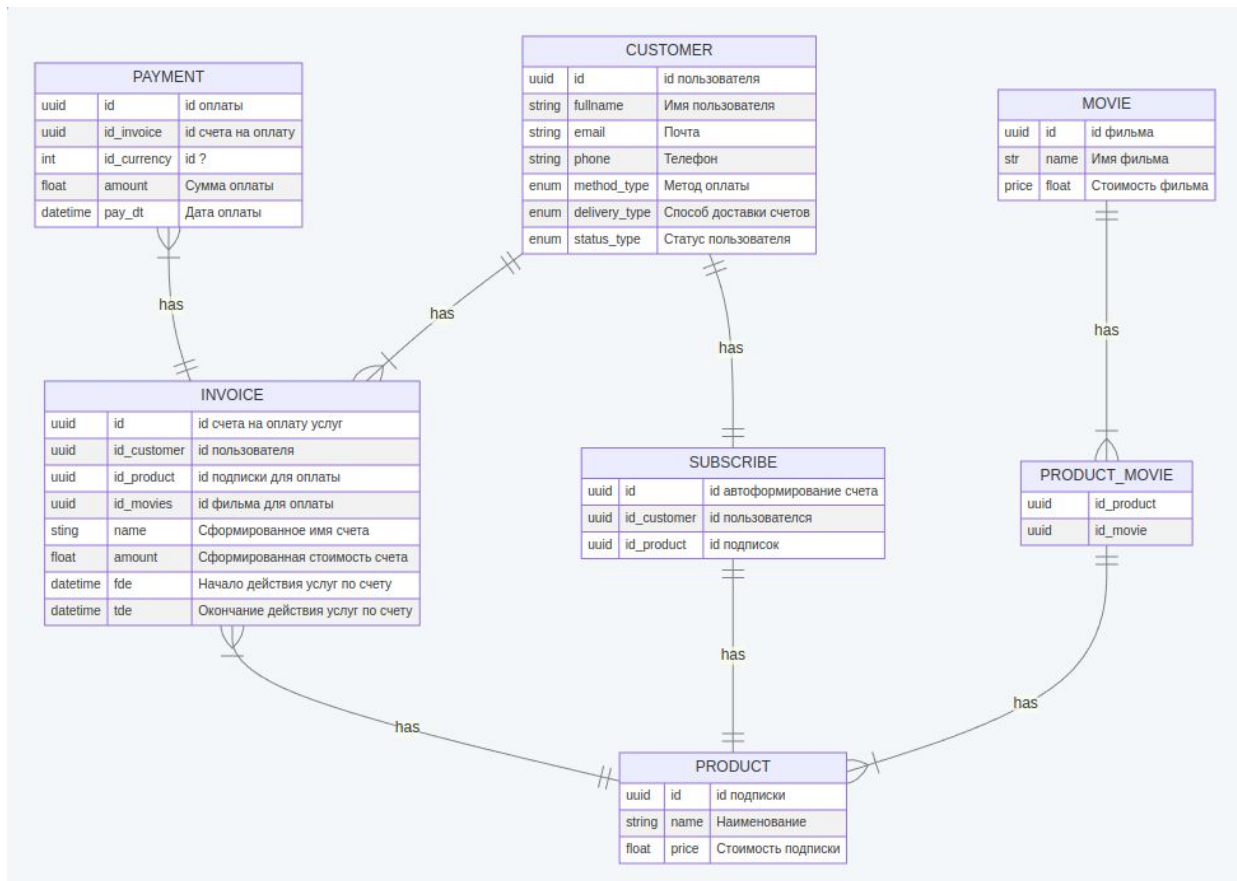 PAYMENT
uuid id id оплаты
uuid id_invoice id счета на оплату
int id_currency id ?
float amount Сумма оплаты
datetime pay_dt Дата оплаты
CUSTOMER
uuid id id пользователя
string fullname Имя пользователя
string email Почта
string phone Телефон
enum method_type Метод оплаты
enum delivery_type Способ доставки счетов
enum status_type Статус пользователя
MOVIE
uuid id id фильма
str name Имя фильма
price float Стоимость фильма
has
has
has
has
INVOICE
uuid id id счета на оплату услуг
uuid id_customer id пользователя
uuid id_product id подписки для оплаты
uuid id_movies id фильма для оплаты
sting name Сформированное имя счета
float amount Сформированная стоимость счета
datetime fde Начало действия услуг по счету
datetime tde Окончание действия услуг по счету
SUBSCRIBE
uuid id id автоформирование счета
uuid id_customer id пользователся
uuid id_product id подписок
PRODUCT_MOVIE
uuid id_product
uuid id_movie
has
has
has
PRODUCT
uuid id id подписки
string name Наименование
float price Стоимость подписки